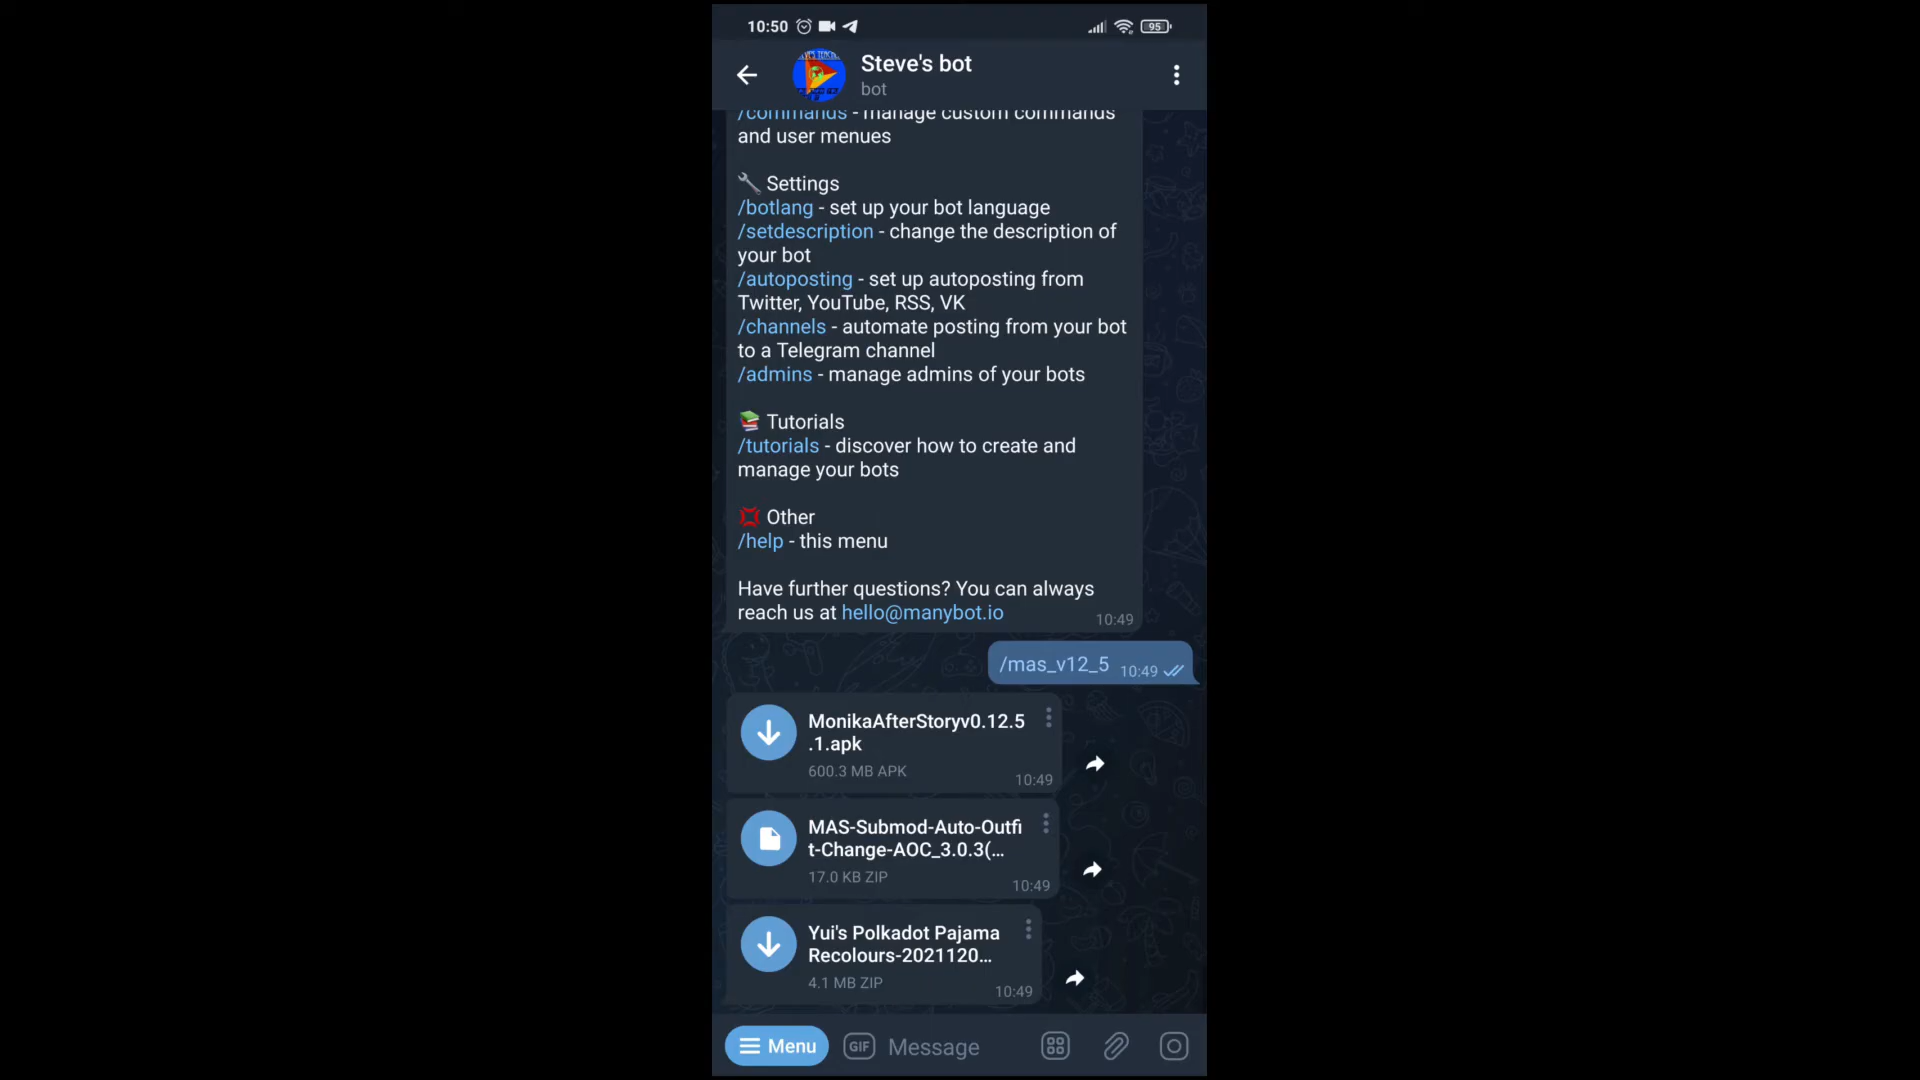 10:50
95
Steve's bot
bot
/commands - manage custom commands
and user menues
Settings
/botlang - set up your bot language
/setdescription - change the description of
your bot
/autoposting - set up autoposting from
Twitter, YouTube, RSS, VK
/channels - automate posting from your bot
to a Telegram channel
/admins - manage admins of your bots
Tutorials
/tutorials - discover how to create and
manage your bots
Other
/help - this menu
Have further questions? You can always
reach us at hello@manybot.io
10:49
/mas_v12_5 10:49
MonikaAfterStoryv0.12.5
.1.apk
600.3 MB APK
10:49
MAS-Submod-Auto-Outfi
t-Change-AOC_3.0.3(...
17.0 KB ZIP
10:49
Yui's Polkadot Pajama
Recolours-2021120...
4.1 MB ZIP
10:49
Menu GIF Message